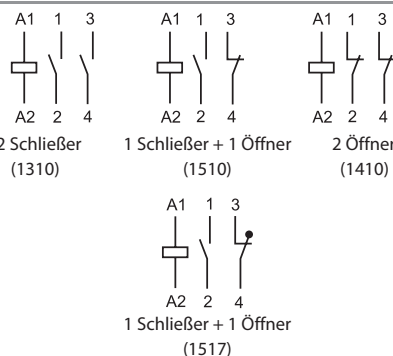 A1 1 3 A1 1 3 A1 1 3
A2 2 4 A2 2 4 A2 2 4
2 Schließer 1 Schließer + 1 Öffner 2 Öffner
(1310) (1510) (1410)
A1 1 3
A2 2 4
1 Schließer + 1 Öffner
(1517)